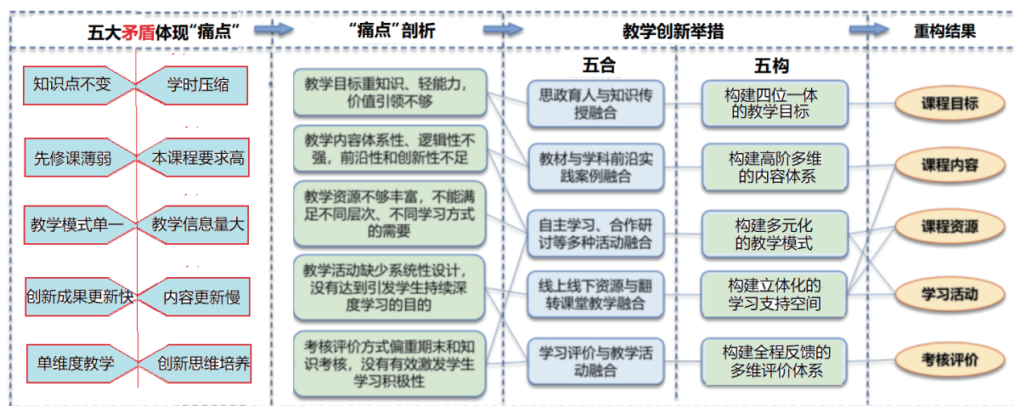 五大矛盾体现“痛点”
“痛点”剖析
教学创新举措
重构结果
五合
五构
知识点不变
学时压缩
先修课薄弱
本课程要求高
教学模式单一
教学信息量大
创新成果更新快
内容更新慢
单维度教学
创新思维培养
教学目标重知识、轻能力，
价值引领不够
教学内容体系性、逻辑性不
强，前沿性和创新性不足
教学资源不够丰富，不能满
足不同层次、不同学习方式
的需要
教学活动缺少系统性设计，
没有达到引发学生持续深
度学习的目的
考核评价方式偏重期末和知
识考核，没有有效激发学生
学习积极性
思政育人与知识传
授融合
教材与学科前沿实
践案例融合
自主学习、合作研
讨等多种活动融合
线上线下资源与翻
转课堂教学融合
学习评价与教学活
动融合
构建四位一体
的教学目标
构建高阶多维
的内容体系
构建多元化
的教学模式
构建立体化的
学习支持空间
构建全程反馈的
多维评价体系
课程目标
课程内容
课程资源
学习活动
考核评价